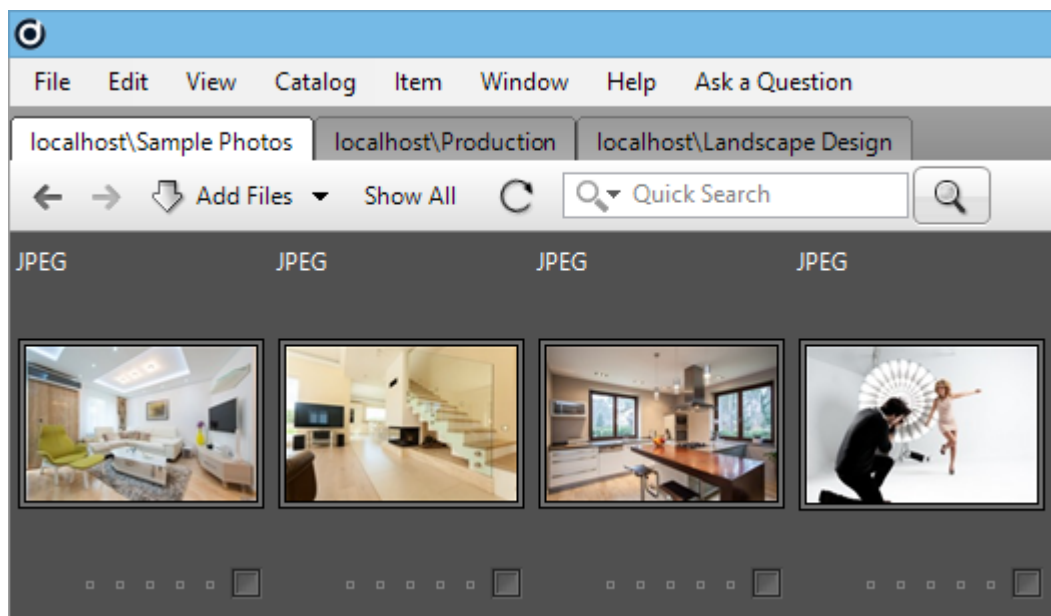 File Edit View Catalog Item Window Help Ask a Question
localhost\Sample Photos localhost\Production localhost\Landscape Design
Add Files Show All Quick Search
JPEG JPEG JPEG JPEG